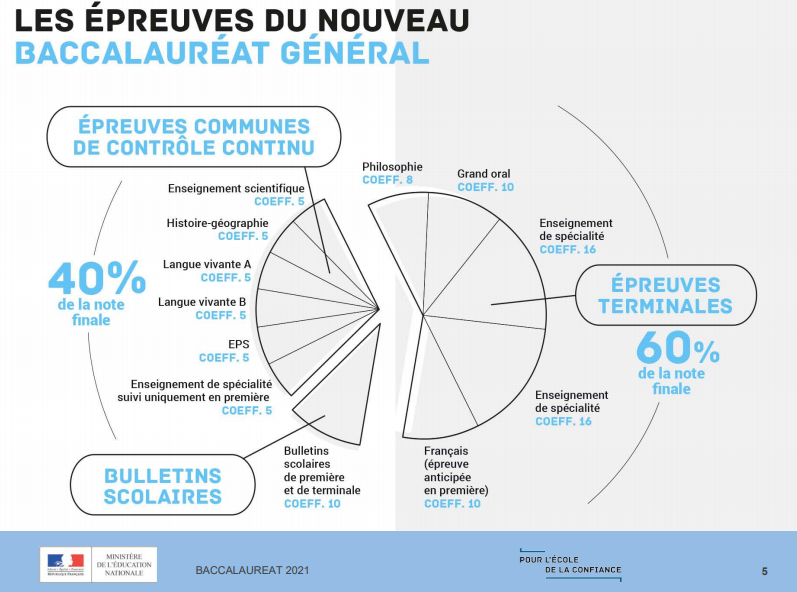 LES ÉPREUVES DU NOUVEAU
BACCALAURÉAT GÉNÉRAL
ÉPREUVES COMMUNES
DE CONTRÔLE CONTINU
Enseignement scientifique
COEFF. 5
Histoire-géographie
COEFF. 5
Langue vivante A
COEFF. 5
Langue vivante B
COEFF. 5
EPS
COEFF. 5
Enseignement de spécialité
suivi uniquement en première
COEFF. 5
40%
de la note
finale
BULLETINS
SCOLAIRES
Bulletins
scolaires
de première
et de terminale
COEFF. 10
Philosophie
COEFF. 8
Grand oral
COEFF. 10
Enseignement
de spécialité
COEFF. 16
ÉPREUVES
TERMINALES
60%
de la note
finale
Enseignement
de spécialité
COEFF. 16
Français
(épreuve
anticipée
en première)
COEFF. 10
RÉPUBLIQUE FRANÇAISE
MINISTÈRE
DE L'ÉDUCATION
NATIONALE
BACCALAUREAT 2021
POUR L'ÉCOLE
DE LA CONFIANCE
5